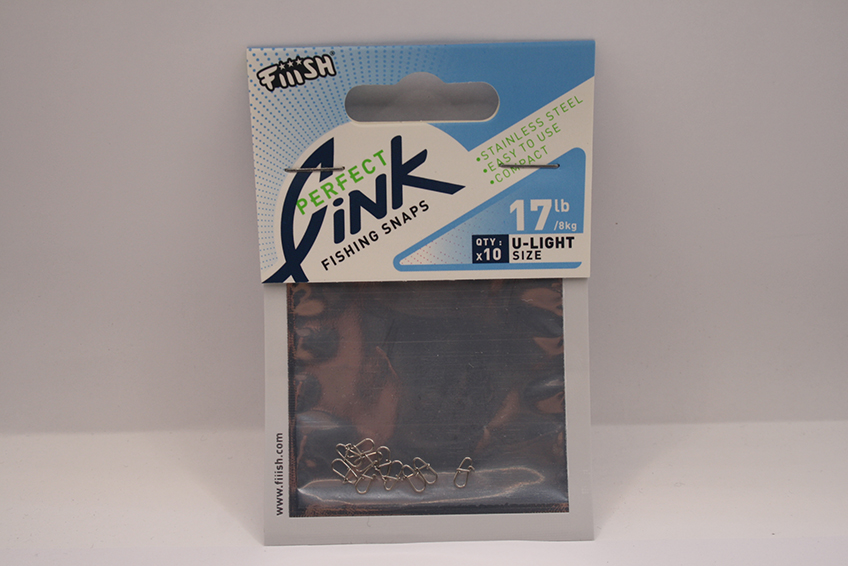 FiiiSH
PERFECT
Link
FISHING SNAPS
•STAINLESS STEEL
•EASY TO USE
•COMPACT
17lb
/8kg
QTY:
x10
U-LIGHT
SIZE
www.fiiish.com